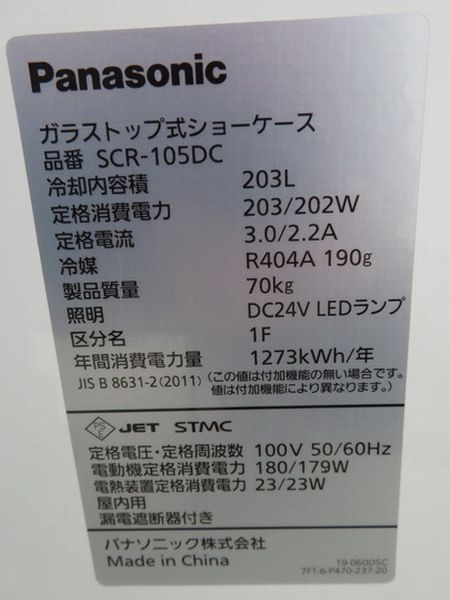 Panasonic
ガラストップ式ショーケース
品番 SCR-105DC
冷却内容積 203L
定格消費電力 203/202W
定格電流 3.0/2.2A
冷媒 R404A 190g
製品質量 70kg
照明 DC24V LEDランプ
区分名 1F
年間消費電力量 1273kWh/年
JIS B 8631-2(2011) (この値は付加機能の無い場合です。
値は付加機能により異なります。)
PS E JET STMC
定格電圧・定格周波数 100V 50/60Hz
電動機定格消費電力 180/179W
電熱装置定格消費電力 23/23W
屋内用
漏電遮断器付き
パナソニック株式会社
Made in China
19-060DSC
7FT-6-P470-237-20